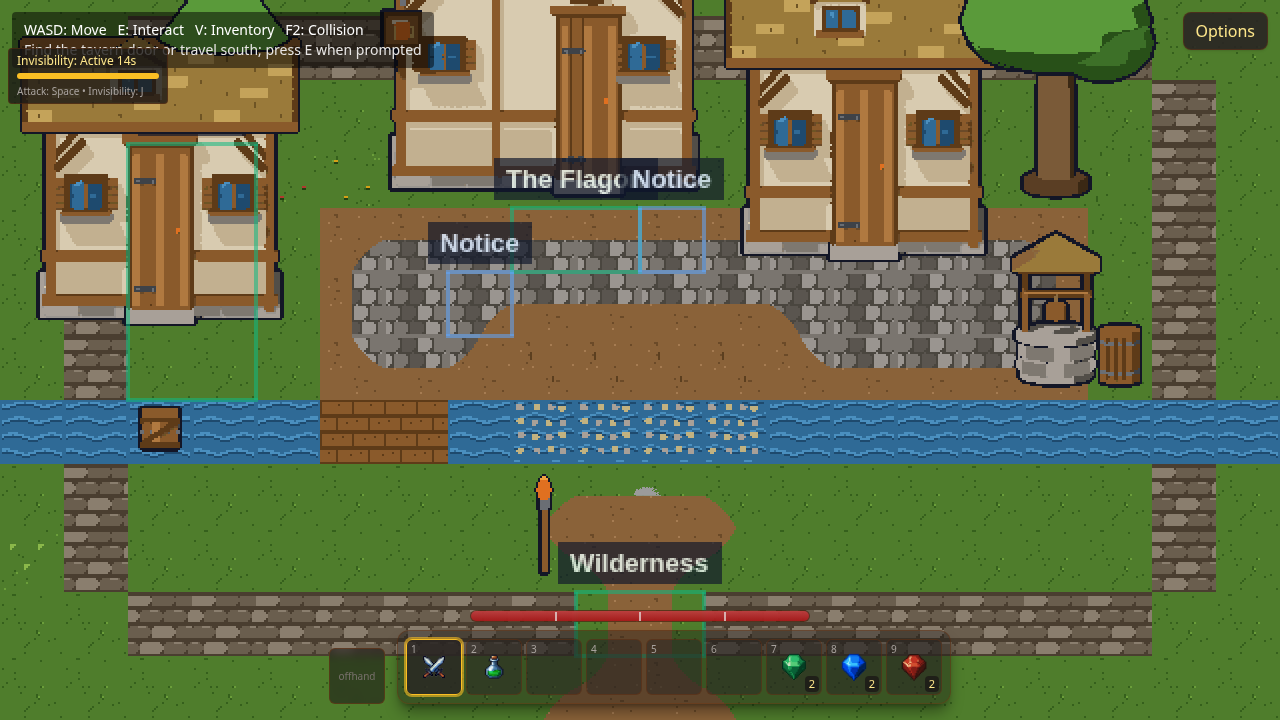 WASD: Move   E: Interact   V: Inventory   F2: Collision
Find the tavern door or travel south; press E when prompted
Options
Invisibility: Active 14s
Attack: Space • Invisibility: J
The Flago
Notice
Notice
Wilderness
1
2
3
4
5
6
7
8
9
offhand
2
2
2